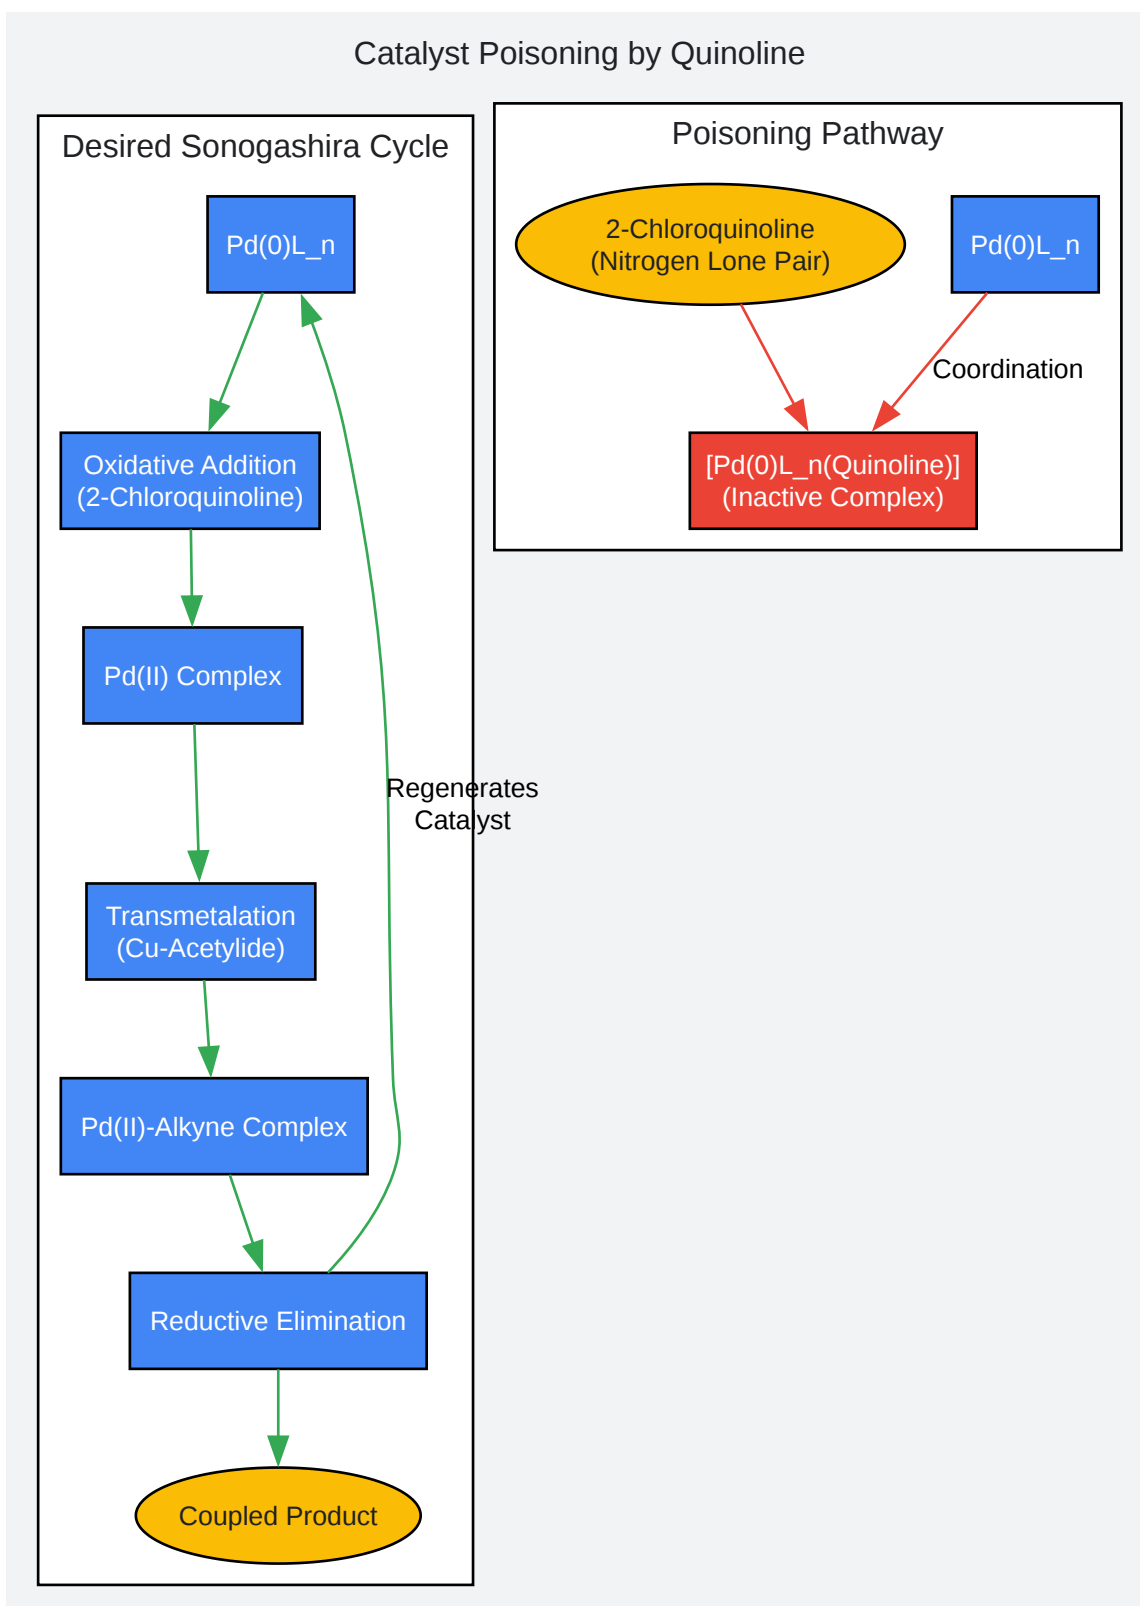 Catalyst Poisoning by Quinoline
Desired Sonogashira Cycle
Pd(0)L_n
Oxidative Addition
(2-Chloroquinoline)
Pd(II) Complex
Regenerates
Catalyst
Transmetalation
(Cu-Acetylide)
Pd(II)-Alkyne Complex
Reductive Elimination
Coupled Product
Poisoning Pathway
2-Chloroquinoline
(Nitrogen Lone Pair)
Pd(0)L_n
Coordination
[Pd(0)L_n(Quinoline)]
(Inactive Complex)